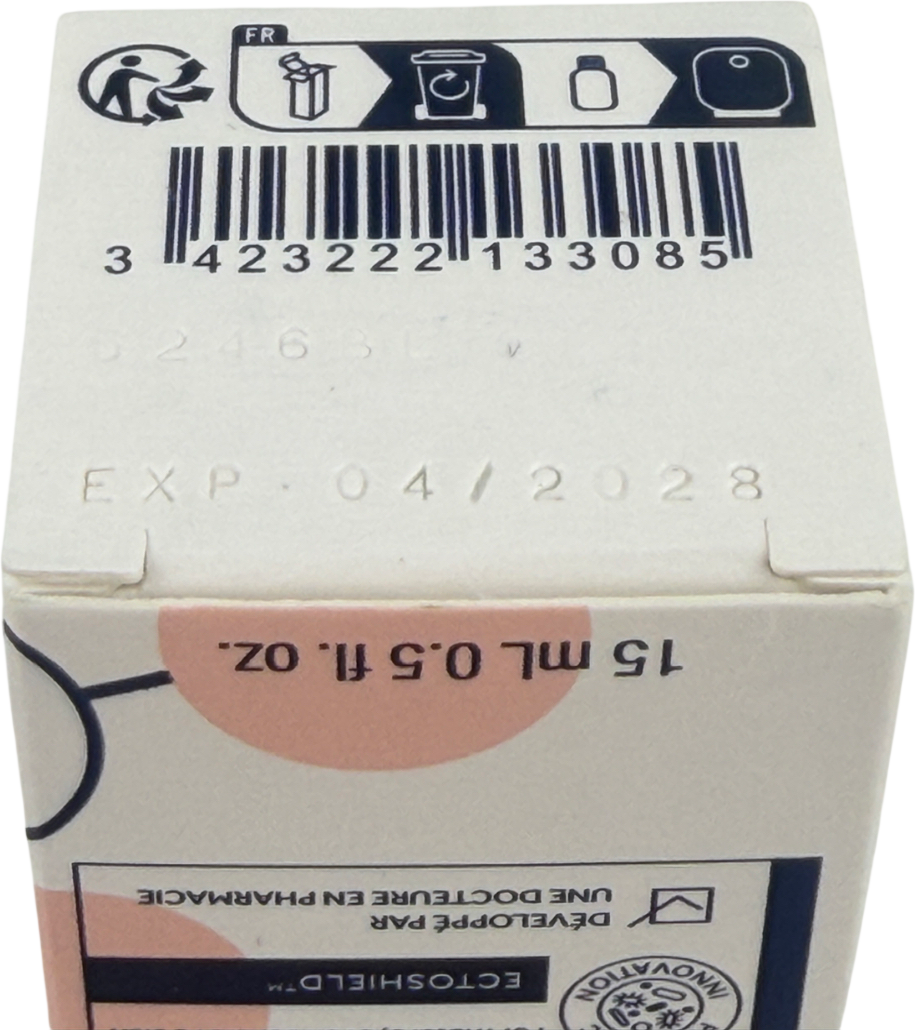 FR
3 423222 133085
EXP · 04/2028
15 mL 0.5 fl. oz.
DÉVELOPPÉ PAR
UNE DOCTEURE EN PHARMACIE
ECTOSHIELD™
INNOVATION